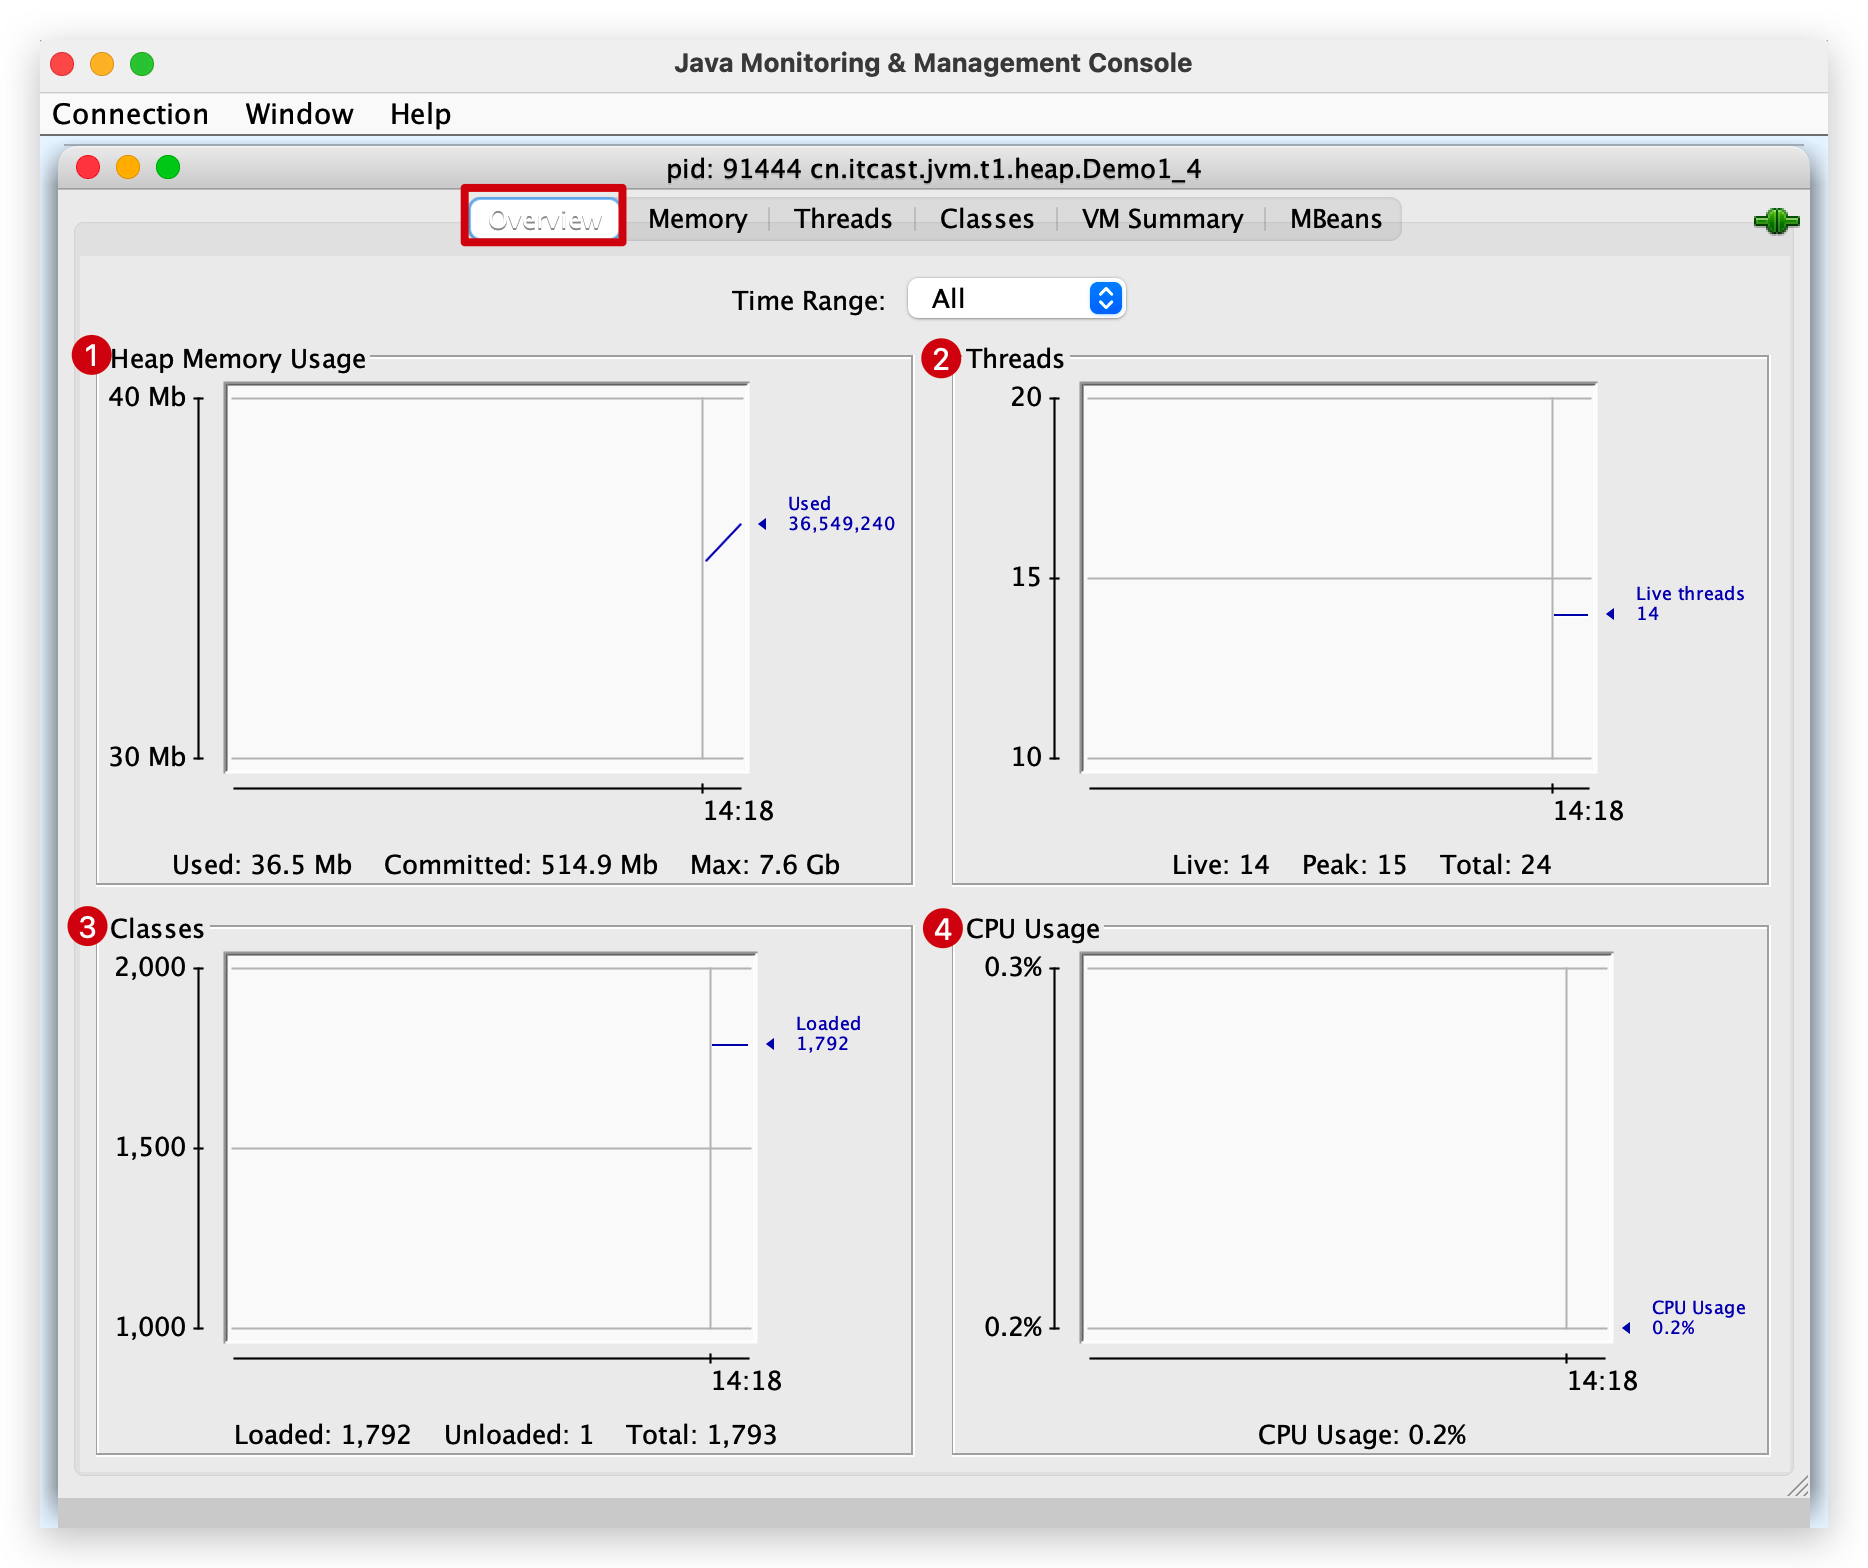 Java Monitoring & Management Console
Connection Window Help
pid: 91444 cn.itcast.jvm.t1.heap.Demo1_4
Overview Memory Threads Classes VM Summary MBeans
Time Range: All
1 Heap Memory Usage
40 Mb
30 Mb
Used
36,549,240
14:18
Used: 36.5 Mb Committed: 514.9 Mb Max: 7.6 Gb
2 Threads
20
15
10
Live threads
14
14:18
Live: 14 Peak: 15 Total: 24
3 Classes
2,000
1,500
1,000
Loaded
1,792
14:18
Loaded: 1,792 Unloaded: 1 Total: 1,793
4 CPU Usage
0.3%
0.2%
CPU Usage
0.2%
14:18
CPU Usage: 0.2%